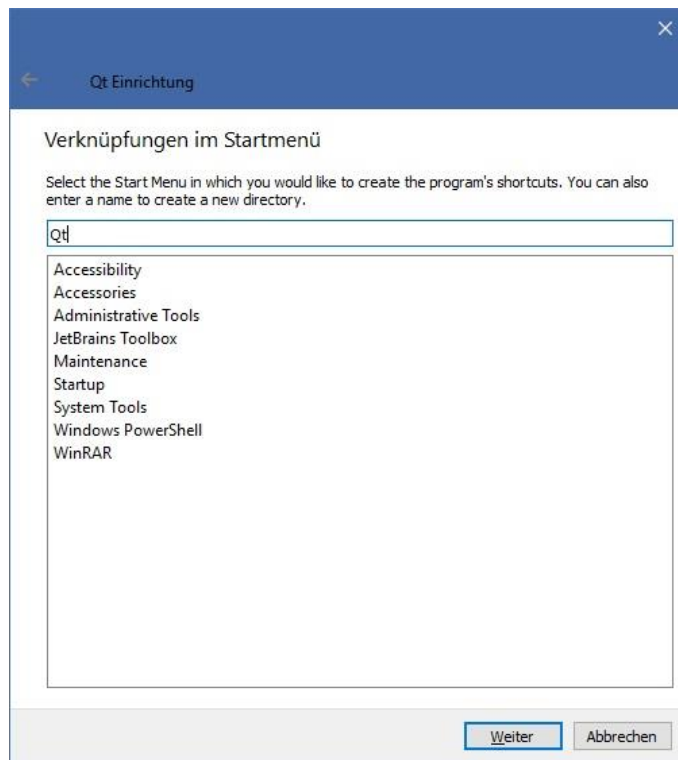 Qt Einrichtung
Verknüpfungen im Startmenü
Select the Start Menu in which you would like to create the program's shortcuts. You can also
enter a name to create a new directory.
Qt
Accessibility
Accessories
Administrative Tools
JetBrains Toolbox
Maintenance
Startup
System Tools
Windows PowerShell
WinRAR
Weiter Abbrechen